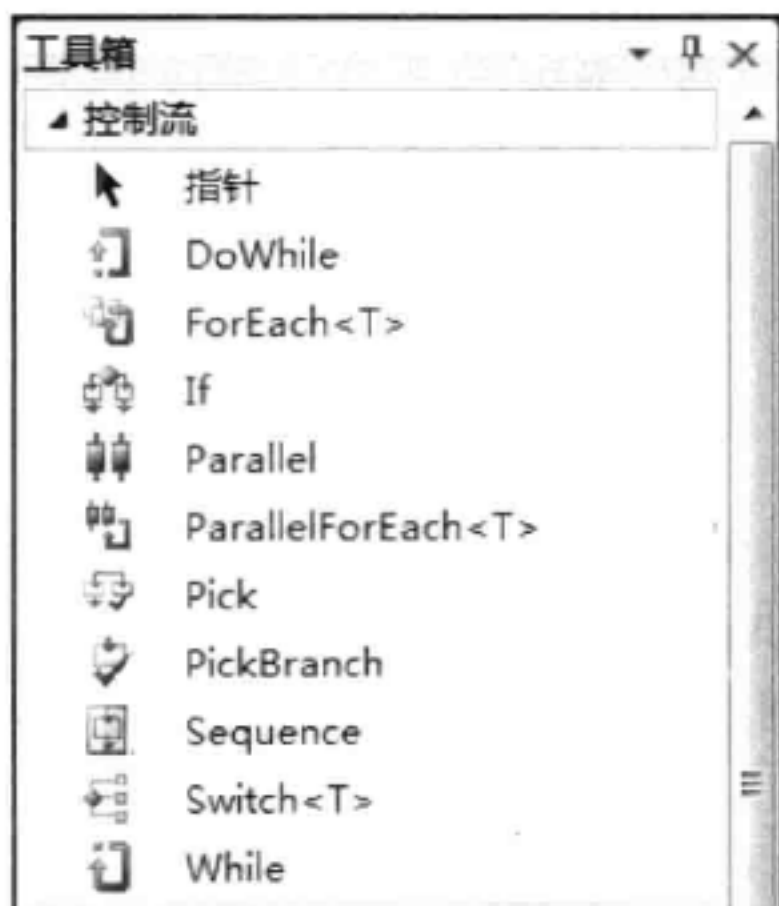 工具箱
控制流
指针
DoWhile
ForEach<T>
If
Parallel
ParallelForEach<T>
Pick
PickBranch
Sequence
Switch<T>
While